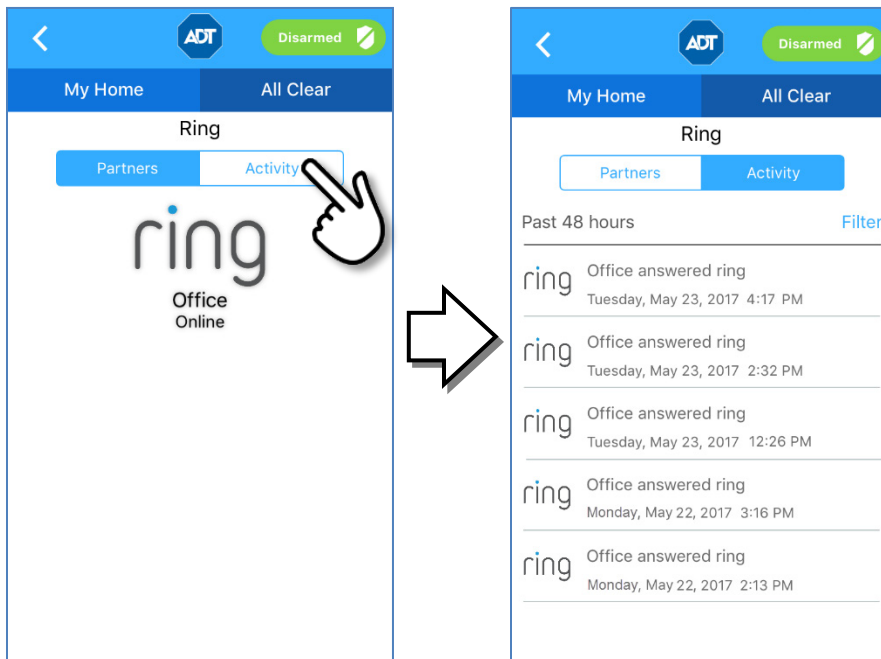 ADT
Disarmed
My Home
All Clear
Ring
Partners
Activity
ring
Office
Online
ADT
Disarmed
My Home
All Clear
Ring
Partners
Activity
Past 48 hours
Filter
ring
Office answered ring
Tuesday, May 23, 2017 4:17 PM
ring
Office answered ring
Tuesday, May 23, 2017 2:32 PM
ring
Office answered ring
Tuesday, May 23, 2017 12:26 PM
ring
Office answered ring
Monday, May 22, 2017 3:16 PM
ring
Office answered ring
Monday, May 22, 2017 2:13 PM